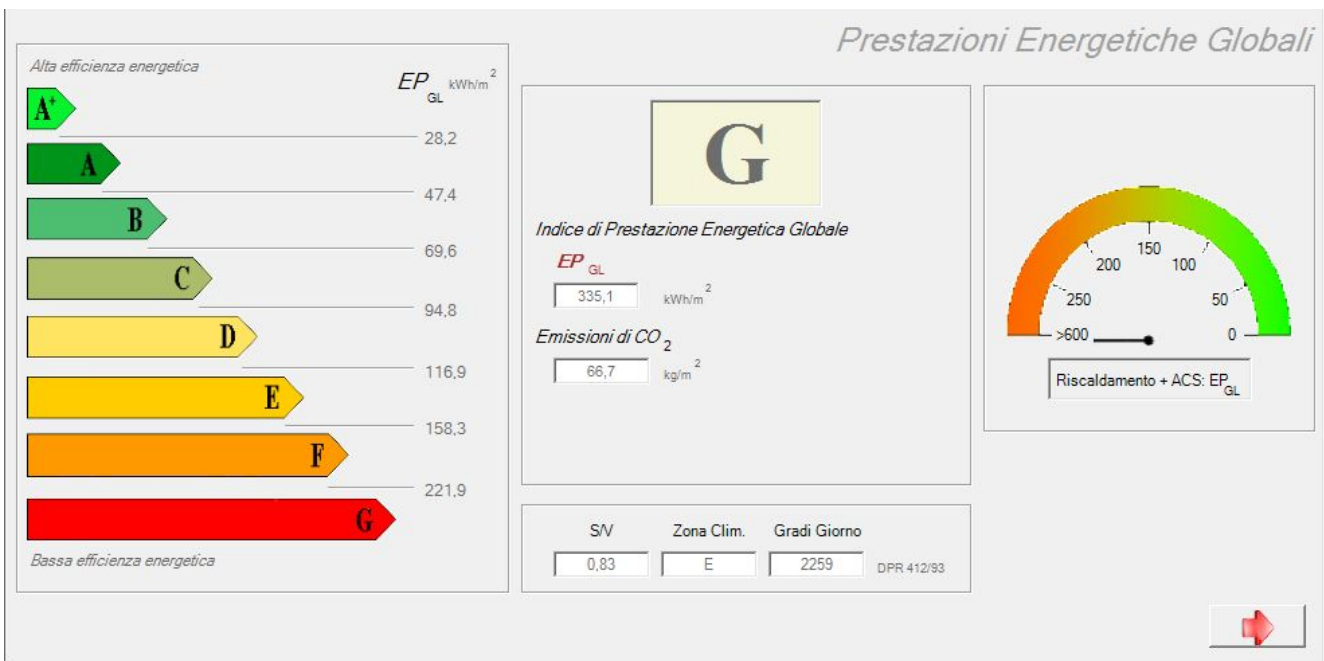 Prestazioni Energetiche Globali
Alta efficienza energetica
EP GL kWh/m2
A+
28,2
A
47,4
B
69,6
C
94,8
D
116,9
E
158,3
F
221,9
G
Bassa efficienza energetica
G
Indice di Prestazione Energetica Globale
EP GL
335,1 kWh/m2
Emissioni di CO2
66,7 kg/m2
S/V Zona Clim. Gradi Giorno
0,83 E 2259 DPR 412/93
150
200 100
250 50
>600 0
Riscaldamento + ACS: EPGL